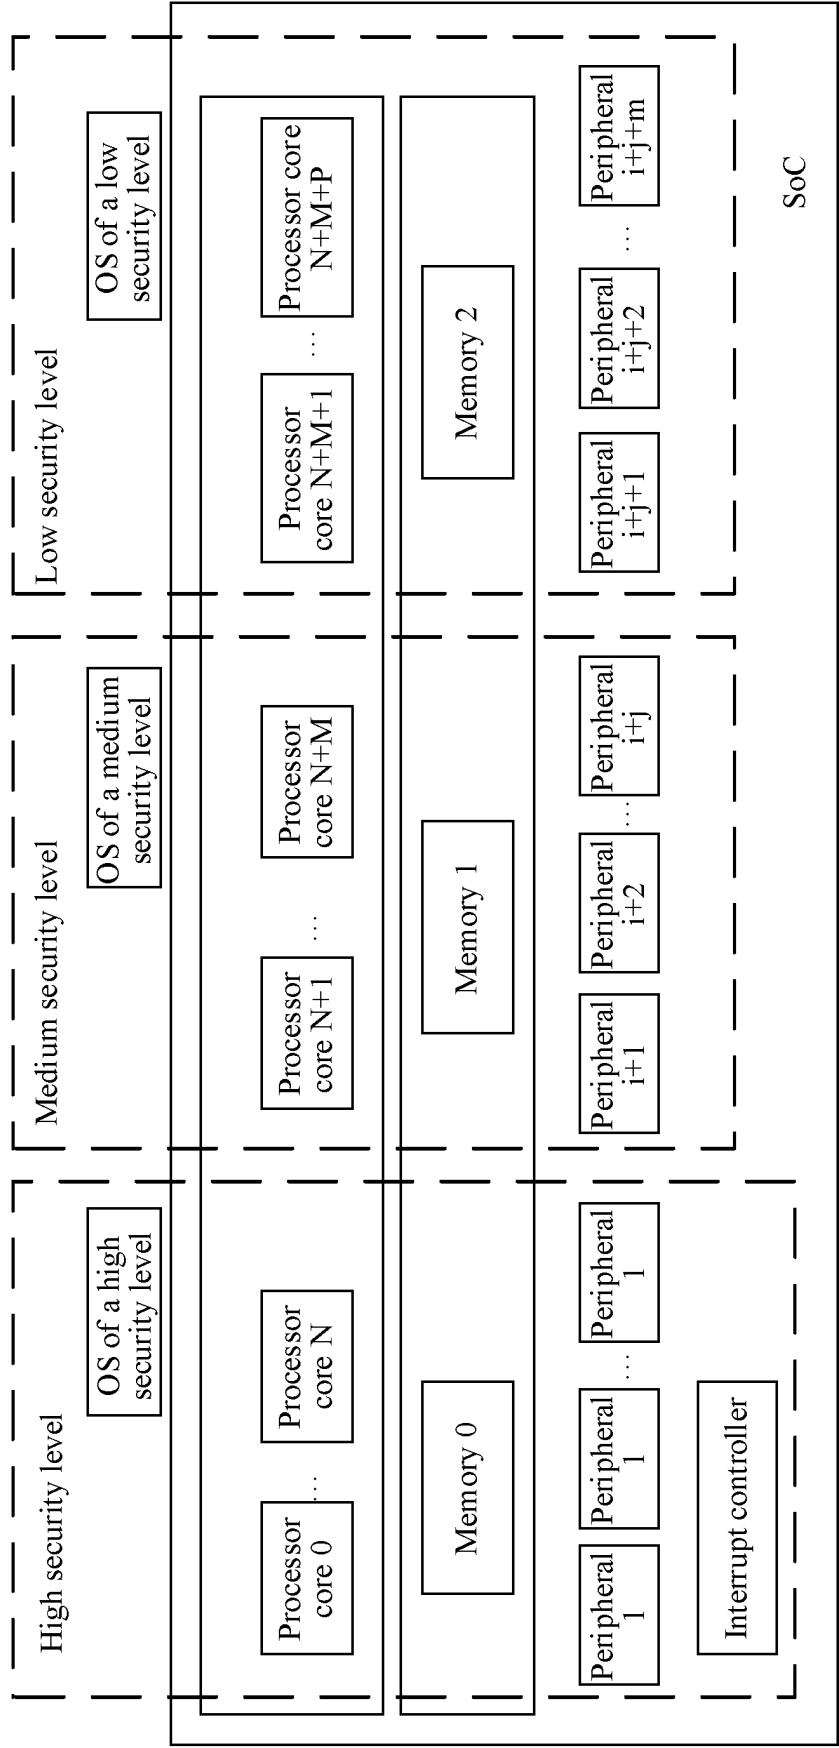 High security level
Medium security level
Low security level
OS of a high
security level
OS of a medium
security level
OS of a low
security level
Processor
core 0
...
Processor
core N
Processor
core N+1
...
Processor
core N+M
Processor
core N+M+1
...
Processor core
N+M+P
Memory 0
Memory 1
Memory 2
Peripheral
1
Peripheral
1
...
Peripheral
1
Peripheral
i+1
Peripheral
i+2
...
Peripheral
i+j
Peripheral
i+j+1
Peripheral
i+j+2
...
Peripheral
i+j+m
Interrupt controller
SoC